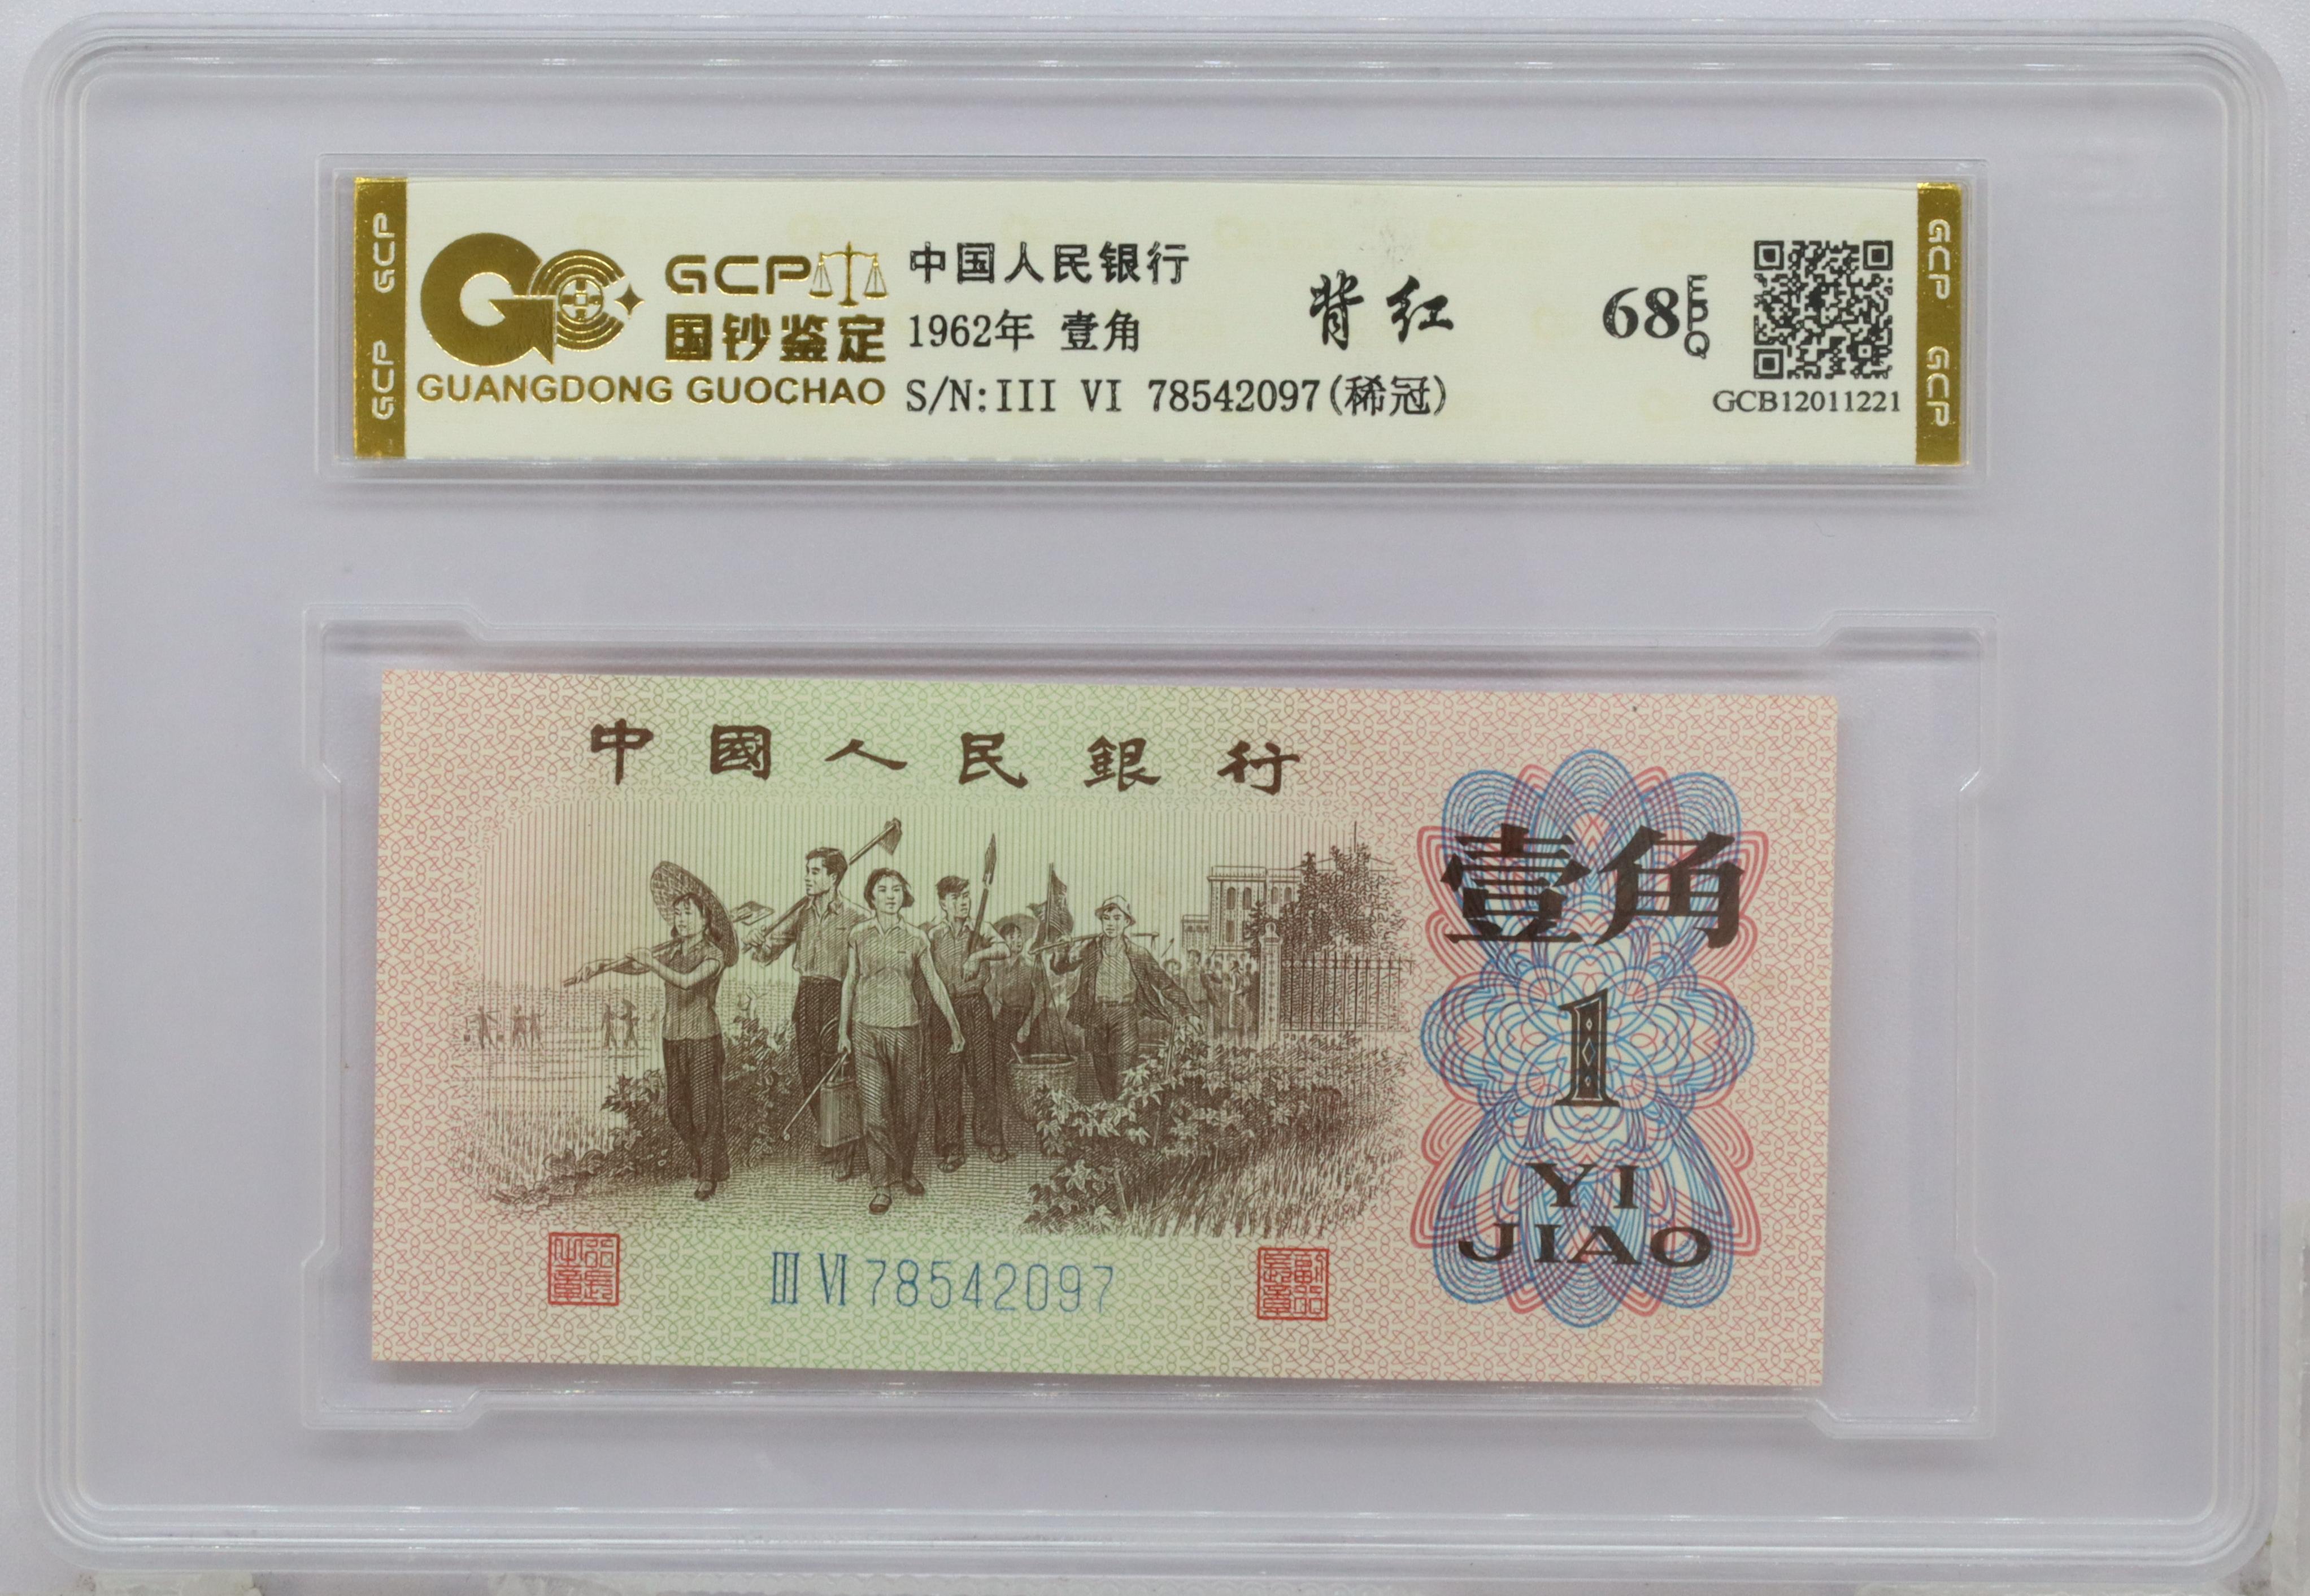 GCP
GCP
GCP
国钞鉴定
GUANGDONG GUOCHAO
中国人民银行
1962年 壹角
S/N:III VI 78542097(稀冠)
背红
68 EPQ
GCB12011221
GCP
GCP
中國人民銀行
壹角
1
YI
JIAO
III VI 78542097